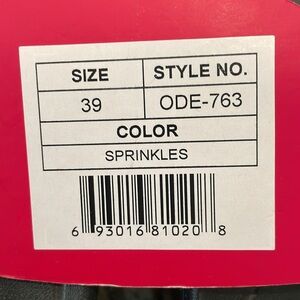 SIZE STYLE NO.
39 ODE-763
COLOR
SPRINKLES
6 93016 81020 8